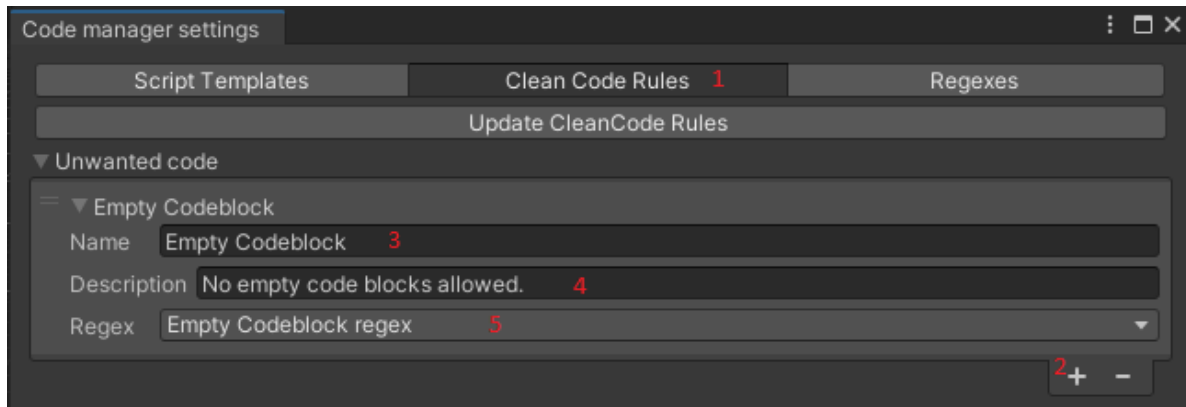 Code manager settings
Script Templates Clean Code Rules 1 Regexes
Update CleanCode Rules
Unwanted code
Empty Codeblock
Name Empty Codeblock 3
Description No empty code blocks allowed. 4
Regex Empty Codeblock regex 5
2 + -